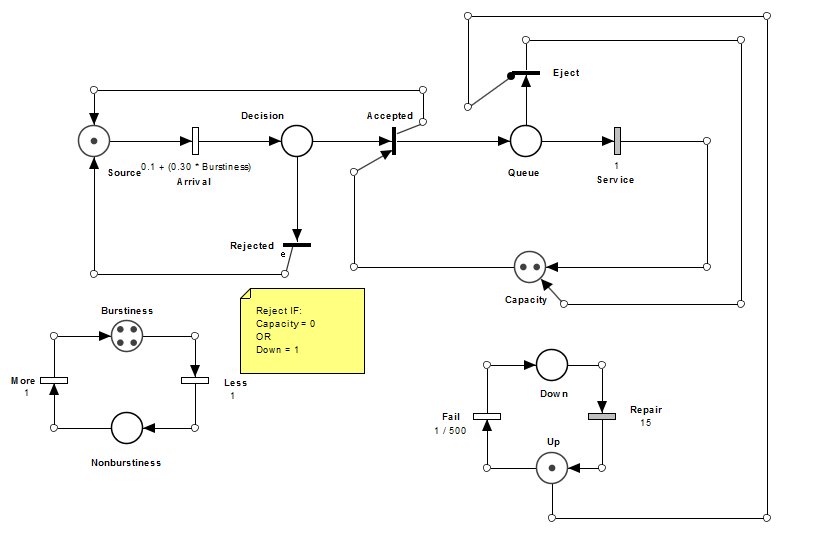 Eject
Decision
Accepted
Source
0.1 + (0.30 * Burstiness)
Arrival
Queue
1
Service
Rejected
e
Capacity
Reject IF:
Capacity = 0
OR
Down = 1
Burstiness
More
1
Less
1
Nonburstiness
Down
Fail
1 / 500
Repair
15
Up